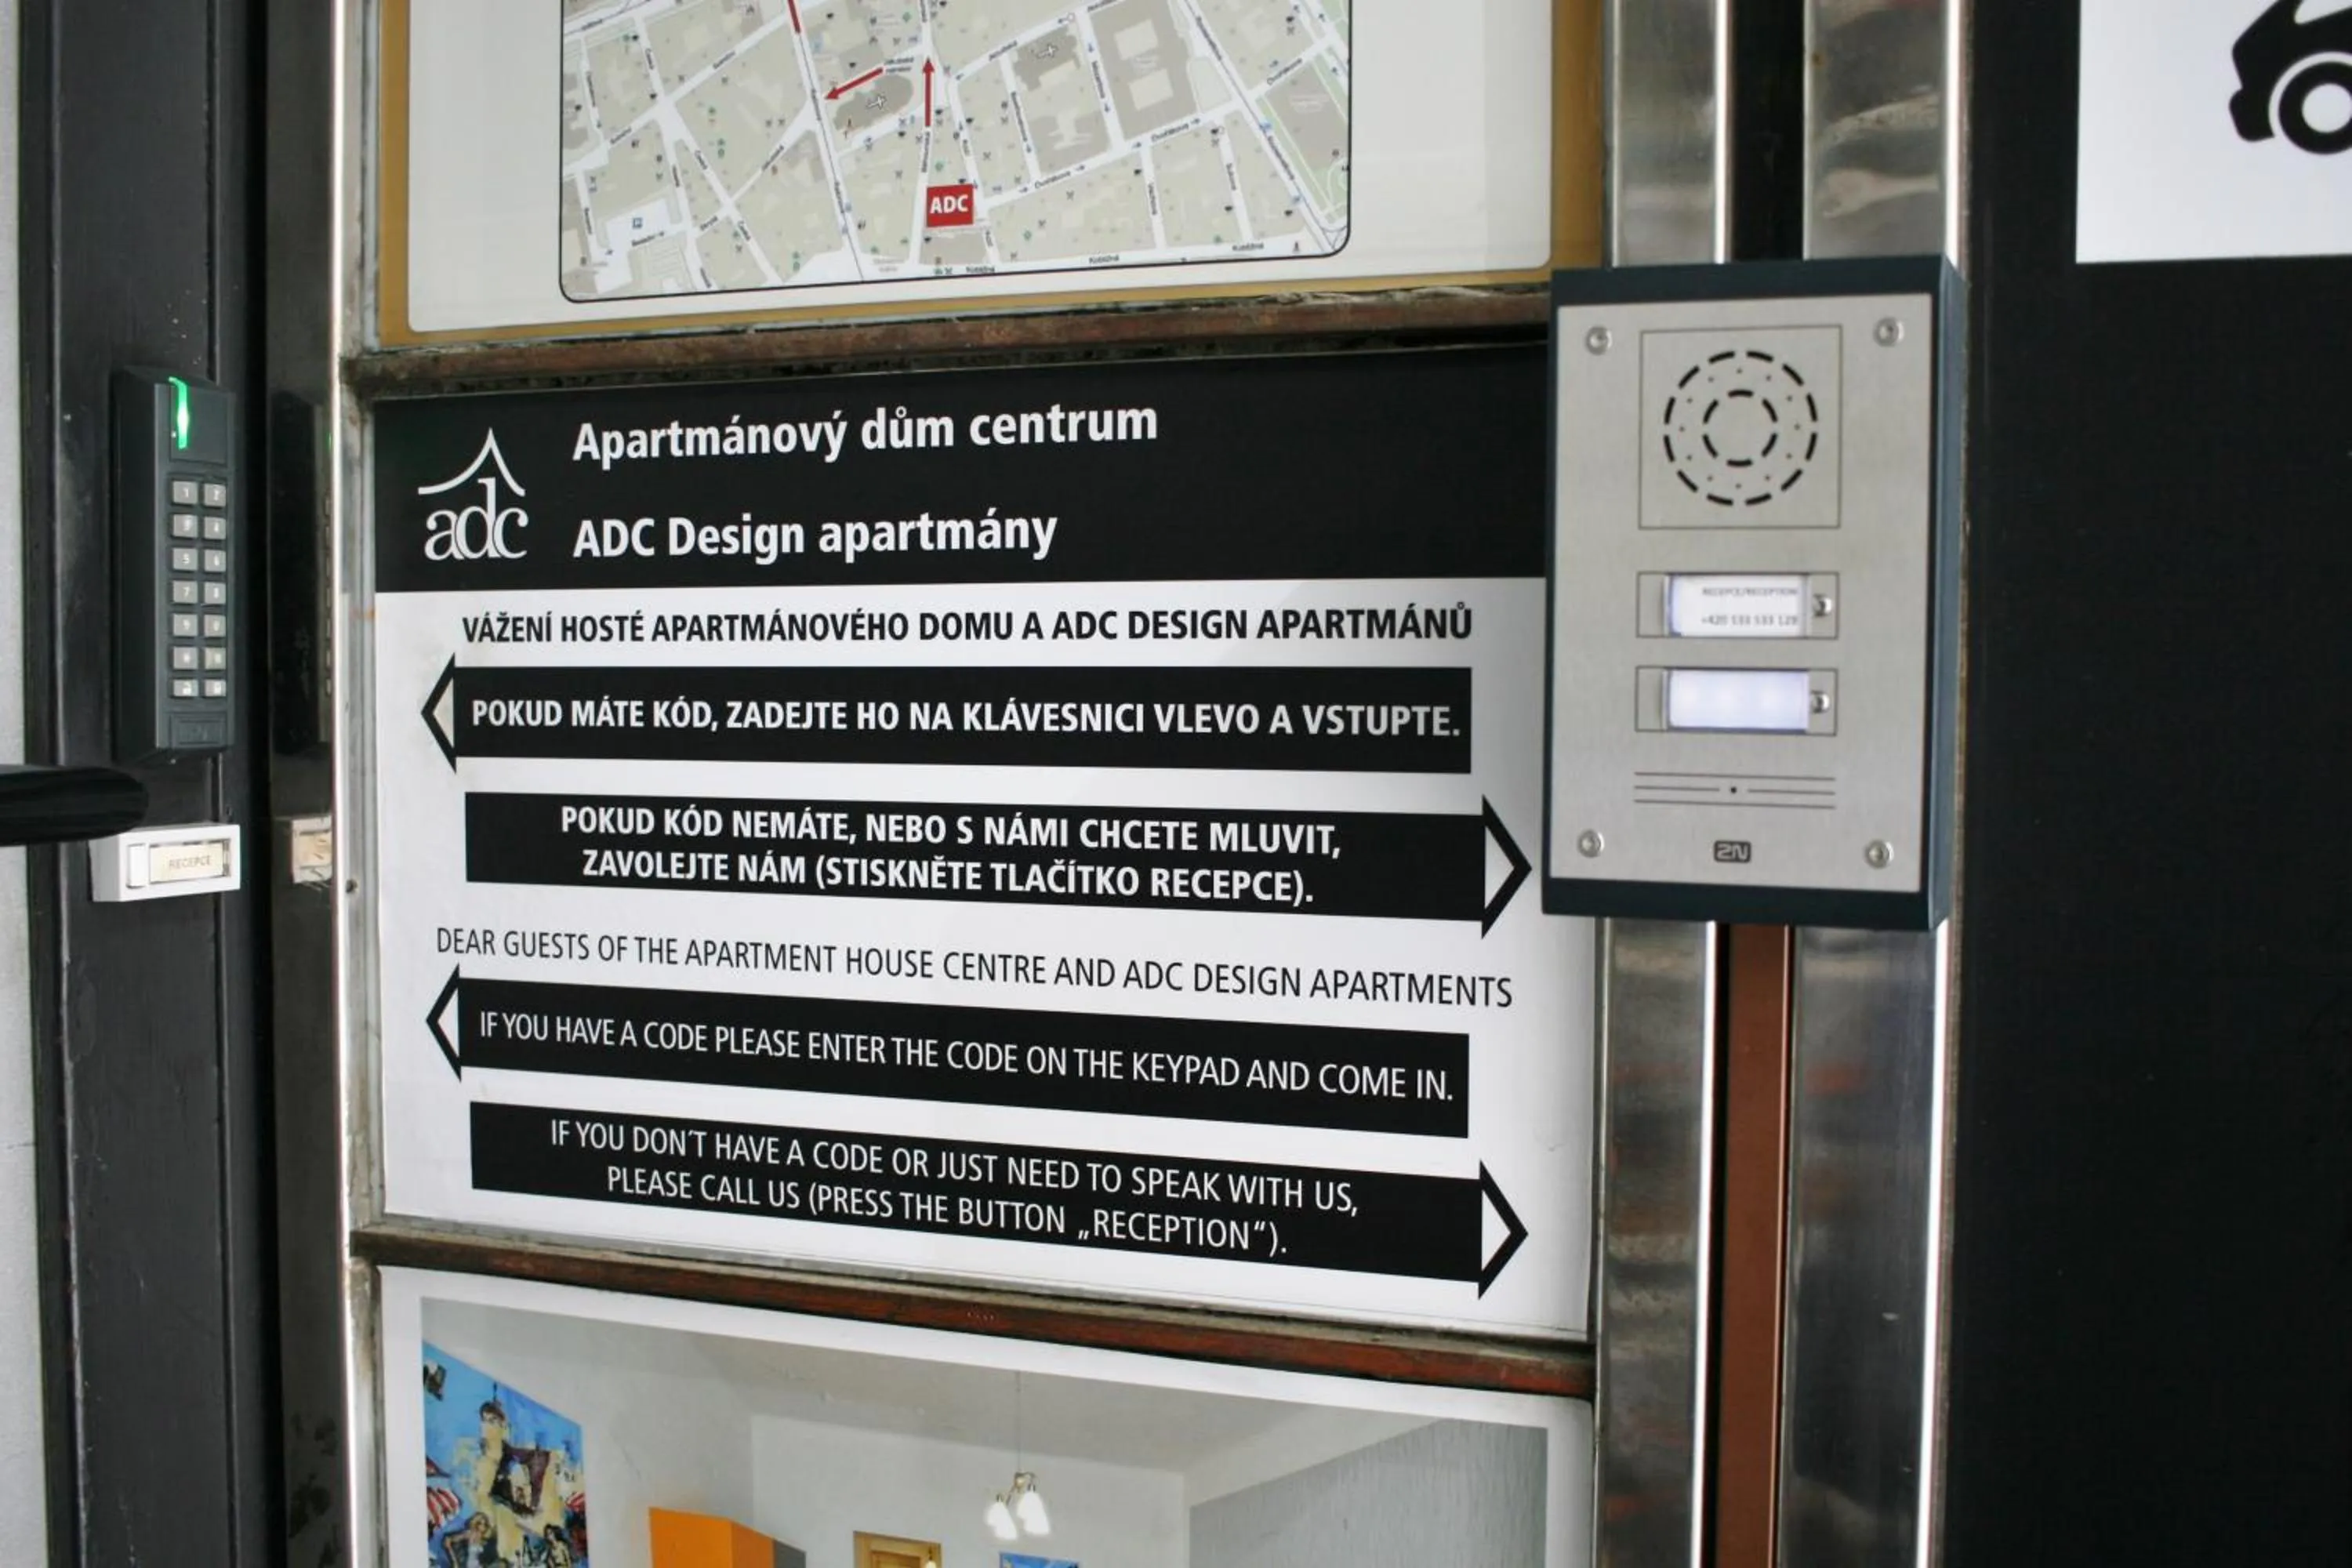 ADC
Apartmánový dům centrum
adc
ADC Design apartmány
VÁŽENÍ HOSTÉ APARTMÁNOVÉHO DOMU A ADC DESIGN APARTMÁNŮ
POKUD MÁTE KÓD, ZADEJTE HO NA KLÁVESNICI VLEVO A VSTUPTE.
POKUD KÓD NEMÁTE, NEBO S NÁMI CHCETE MLUVIT,
ZAVOLEJTE NÁM (STISKNĚTE TLAČÍTKO RECEPCE).
DEAR GUESTS OF THE APARTMENT HOUSE CENTRE AND ADC DESIGN APARTMENTS
IF YOU HAVE A CODE PLEASE ENTER THE CODE ON THE KEYPAD AND COME IN.
IF YOU DON´T HAVE A CODE OR JUST NEED TO SPEAK WITH US,
PLEASE CALL US (PRESS THE BUTTON „RECEPTION“).
RECEPCE
RECEPCE/RECEPTION
2N